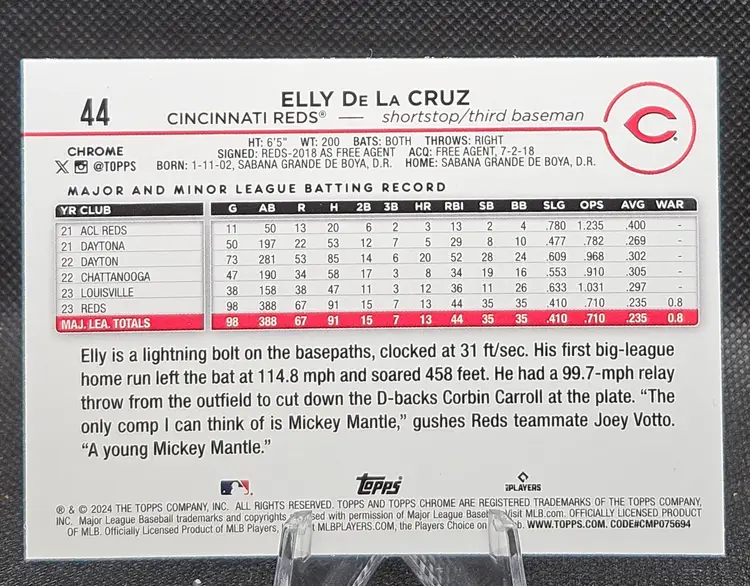 44
ELLY DE LA CRUZ
CINCINNATI REDS® — shortstop/third baseman
C
CHROME
X @TOPPS
HT: 6'5" WT: 200 BATS: BOTH THROWS: RIGHT
SIGNED: REDS-2018 AS FREE AGENT ACQ: FREE AGENT, 7-2-18
BORN: 1-11-02, SABANA GRANDE DE BOYA, D.R. HOME: SABANA GRANDE DE BOYA, D.R.
MAJOR AND MINOR LEAGUE BATTING RECORD
YR CLUB G AB R H 2B 3B HR RBI SB BB SLG OPS AVG WAR
21 ACL REDS 11 50 13 20 6 2 3 13 2 4 .780 1.235 .400 -
21 DAYTONA 50 197 22 53 12 7 5 29 8 10 .477 .782 .269 -
22 DAYTON 73 281 53 85 14 6 20 52 28 24 .609 .968 .302 -
22 CHATTANOOGA 47 190 34 58 17 3 8 34 19 16 .553 .910 .305 -
23 LOUISVILLE 38 158 38 47 11 3 12 36 11 26 .633 1.031 .297 -
23 REDS 98 388 67 91 15 7 13 44 35 35 .410 .710 .235 0.8
MAJ. LEA. TOTALS 98 388 67 91 15 7 13 44 35 35 .410 .710 .235 0.8
Elly is a lightning bolt on the basepaths, clocked at 31 ft/sec. His first big-league
home run left the bat at 114.8 mph and soared 458 feet. He had a 99.7-mph relay
throw from the outfield to cut down the D-backs Corbin Carroll at the plate. “The
only comp I can think of is Mickey Mantle,” gushes Reds teammate Joey Votto.
“A young Mickey Mantle.”
topps® PLAYERS
® & © 2024 THE TOPPS COMPANY, INC. ALL RIGHTS RESERVED. TOPPS AND TOPPS CHROME ARE REGISTERED TRADEMARKS OF THE TOPPS COMPANY,
INC. Major League Baseball trademarks and copyrights with permission of Major League Baseball. Visit MLB.com. OFFICIALLY LICENSED PRODUCT
OF MLB. Officially Licensed Product of MLB Players, at MLBPLAYERS.COM, the Players Choice on WWW.TOPPS.COM. CODE#CMP075694